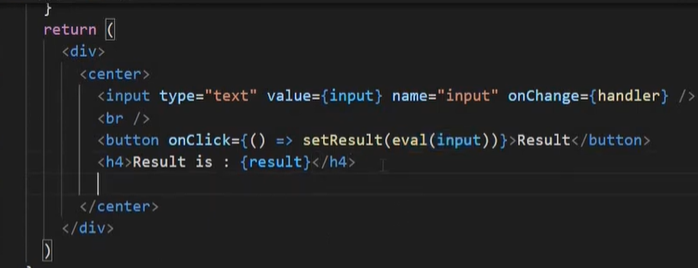 }
return (
<div>
<center>
<input type="text" value={input} name="input" onChange={handler} />
<br />
<button onClick={() => setResult(eval(input))}>Result</button>
<h4>Result is : {result}</h4>
</center>
</div>
)